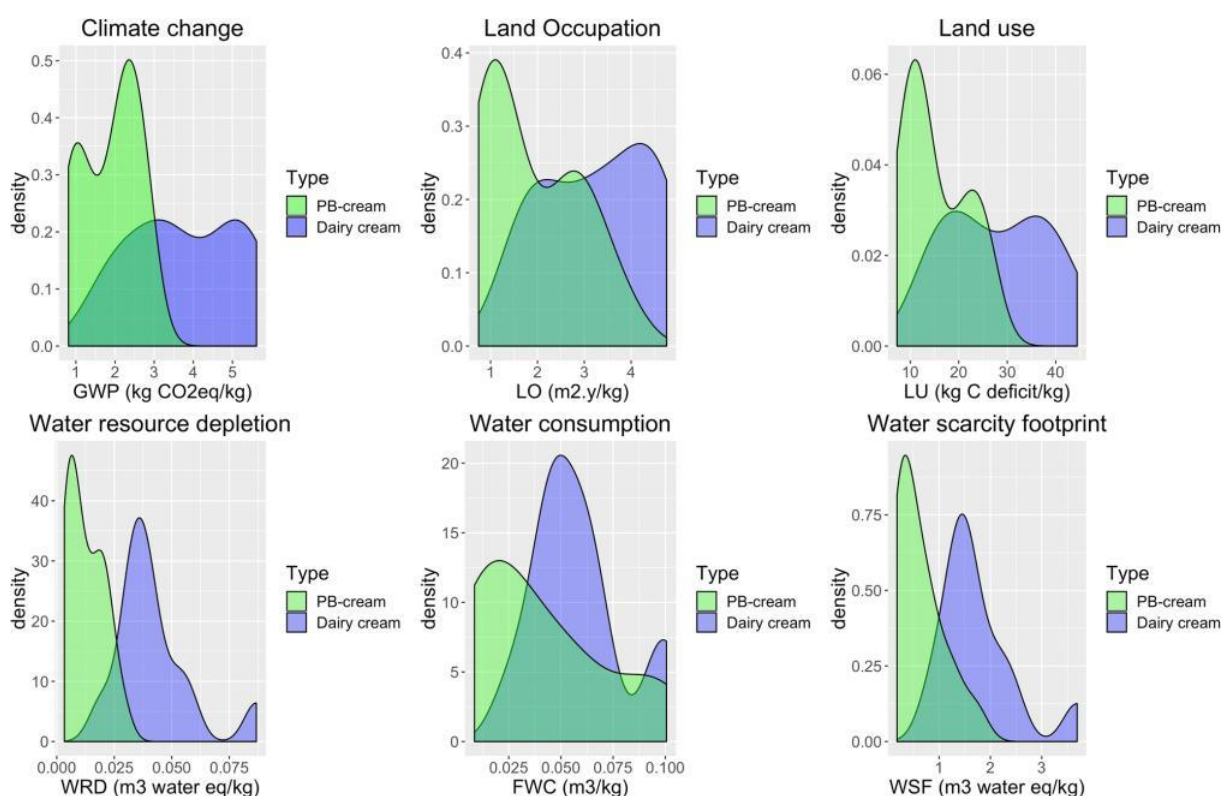 Climate change
density
0.5
0.4
0.3
0.2
0.1
0.0
1 2 3 4 5
GWP (kg CO2eq/kg)
Type
PB-cream
Dairy cream
Land Occupation
density
0.4
0.3
0.2
0.1
0.0
1 2 3 4
LO (m2.y/kg)
Type
PB-cream
Dairy cream
Land use
density
0.06
0.04
0.02
0.00
10 20 30 40
LU (kg C deficit/kg)
Type
PB-cream
Dairy cream
Water resource depletion
density
40
30
20
10
0
0.000 0.025 0.050 0.075
WRD (m3 water eq/kg)
Type
PB-cream
Dairy cream
Water consumption
density
20
15
10
5
0
0.025 0.050 0.075 0.100
FWC (m3/kg)
Type
PB-cream
Dairy cream
Water scarcity footprint
density
0.75
0.50
0.25
0.00
1 2 3
WSF (m3 water eq/kg)
Type
PB-cream
Dairy cream